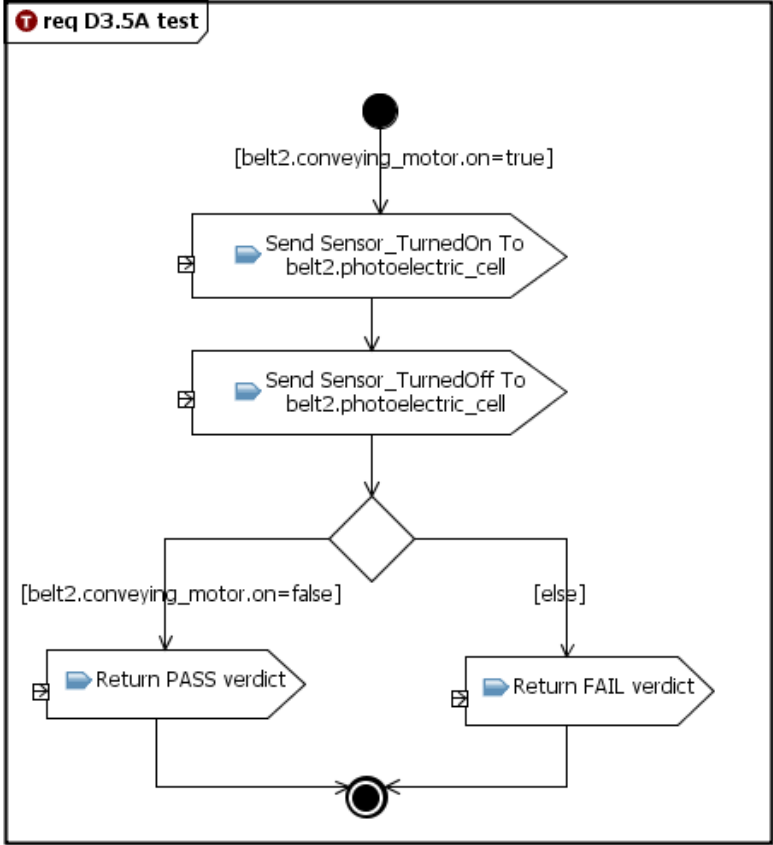 T req D3.5A test
[belt2.conveying_motor.on=true]
Send Sensor_TurnedOn To
belt2.photoelectric_cell
Send Sensor_TurnedOff To
belt2.photoelectric_cell
[belt2.conveying_motor.on=false]
[else]
Return PASS verdict
Return FAIL verdict